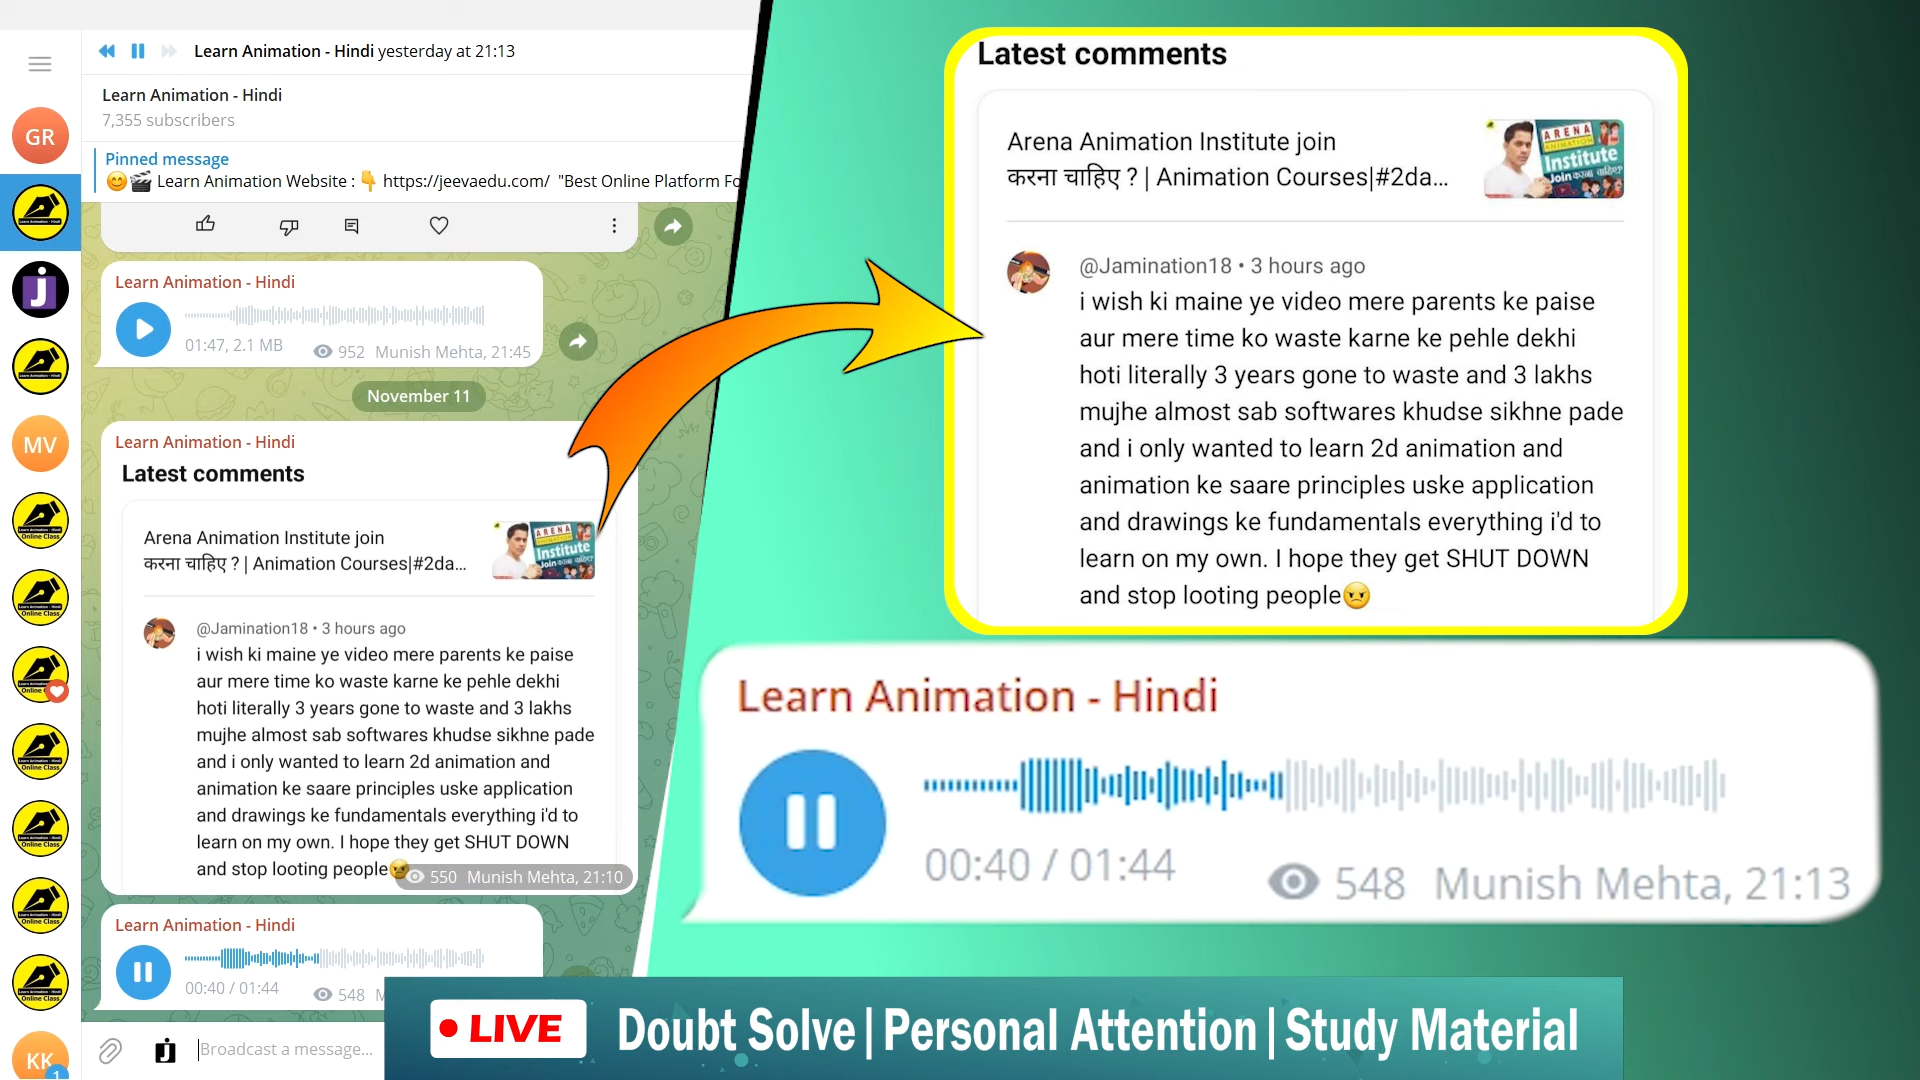 Learn Animation - Hindi yesterday at 21:13
Learn Animation - Hindi
7,355 subscribers
Pinned message
😊🎬 Learn Animation Website : 👇 https://jeevaedu.com/ "Best Online Platform Fo
GR
MV
KK
1
Learn Animation - Hindi
01:47, 2.1 MB
952 Munish Mehta, 21:45
November 11
Learn Animation - Hindi
Latest comments
Arena Animation Institute join
करना चाहिए ? | Animation Courses|#2da...
ARENA
ANIMATION
Institute
Join करना चाहिए?
@Jamination18 • 3 hours ago
i wish ki maine ye video mere parents ke paise
aur mere time ko waste karne ke pehle dekhi
hoti literally 3 years gone to waste and 3 lakhs
mujhe almost sab softwares khudse sikhne pade
and i only wanted to learn 2d animation and
animation ke saare principles uske application
and drawings ke fundamentals everything i'd to
learn on my own. I hope they get SHUT DOWN
and stop looting people😠
550 Munish Mehta, 21:10
Learn Animation - Hindi
00:40 / 01:44
548 M
Broadcast a message...
Latest comments
Arena Animation Institute join
करना चाहिए ? | Animation Courses|#2da...
ARENA
ANIMATION
Institute
Join करना चाहिए?
@Jamination18 • 3 hours ago
i wish ki maine ye video mere parents ke paise
aur mere time ko waste karne ke pehle dekhi
hoti literally 3 years gone to waste and 3 lakhs
mujhe almost sab softwares khudse sikhne pade
and i only wanted to learn 2d animation and
animation ke saare principles uske application
and drawings ke fundamentals everything i'd to
learn on my own. I hope they get SHUT DOWN
and stop looting people😠
Learn Animation - Hindi
00:40 / 01:44
548 Munish Mehta, 21:13
LIVE
Doubt Solve|Personal Attention|Study Material